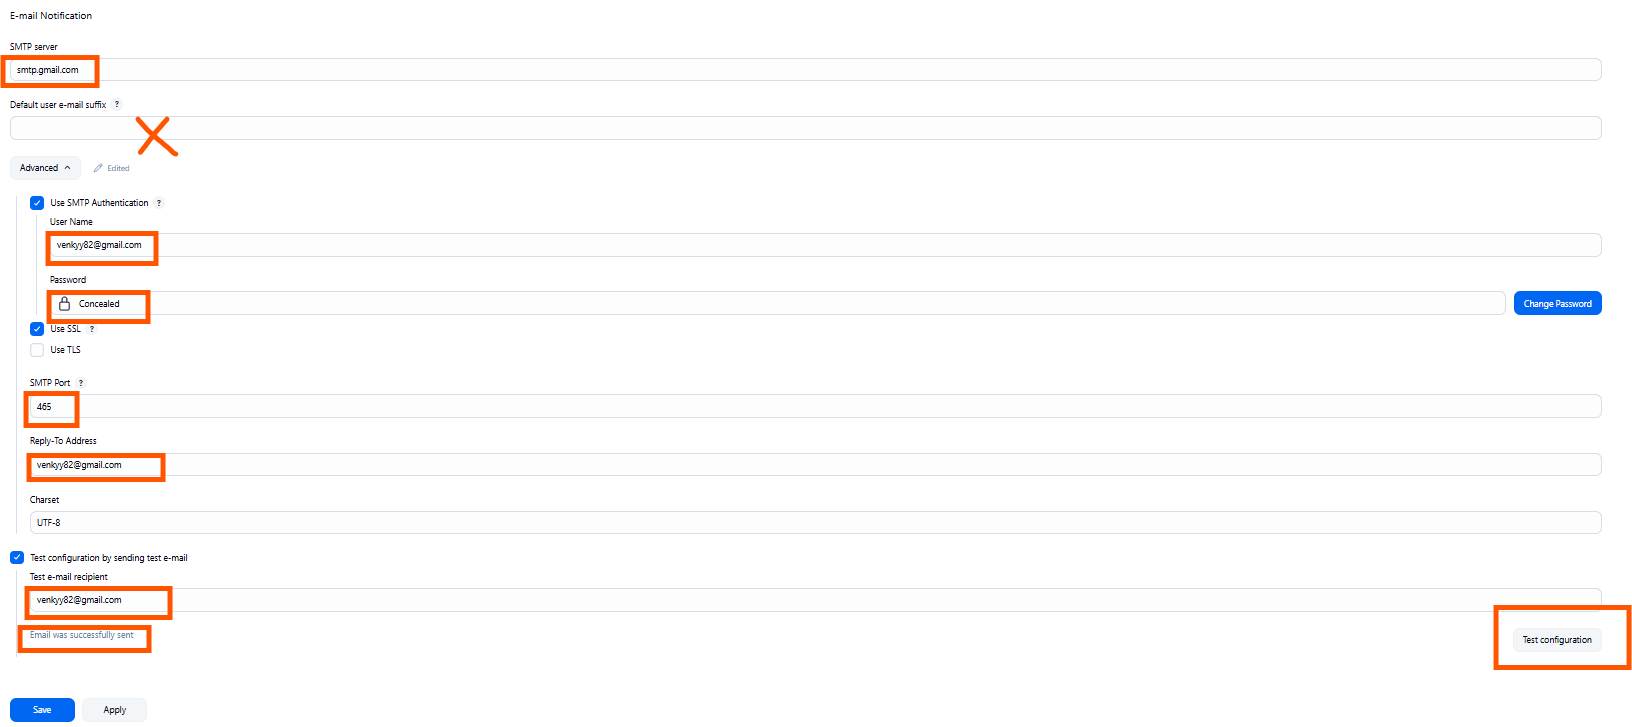 E-mail Notification
SMTP server
smtp.gmail.com
Default user e-mail suffix ?
Advanced Edited
Use SMTP Authentication ?
User Name
venkyy82@gmail.com
Password
Concealed Change Password
Use SSL ?
Use TLS
SMTP Port ?
465
Reply-To Address
venkyy82@gmail.com
Charset
UTF-8
Test configuration by sending test e-mail
Test e-mail recipient
venkyy82@gmail.com
Email was successfully sent
Test configuration
Save Apply